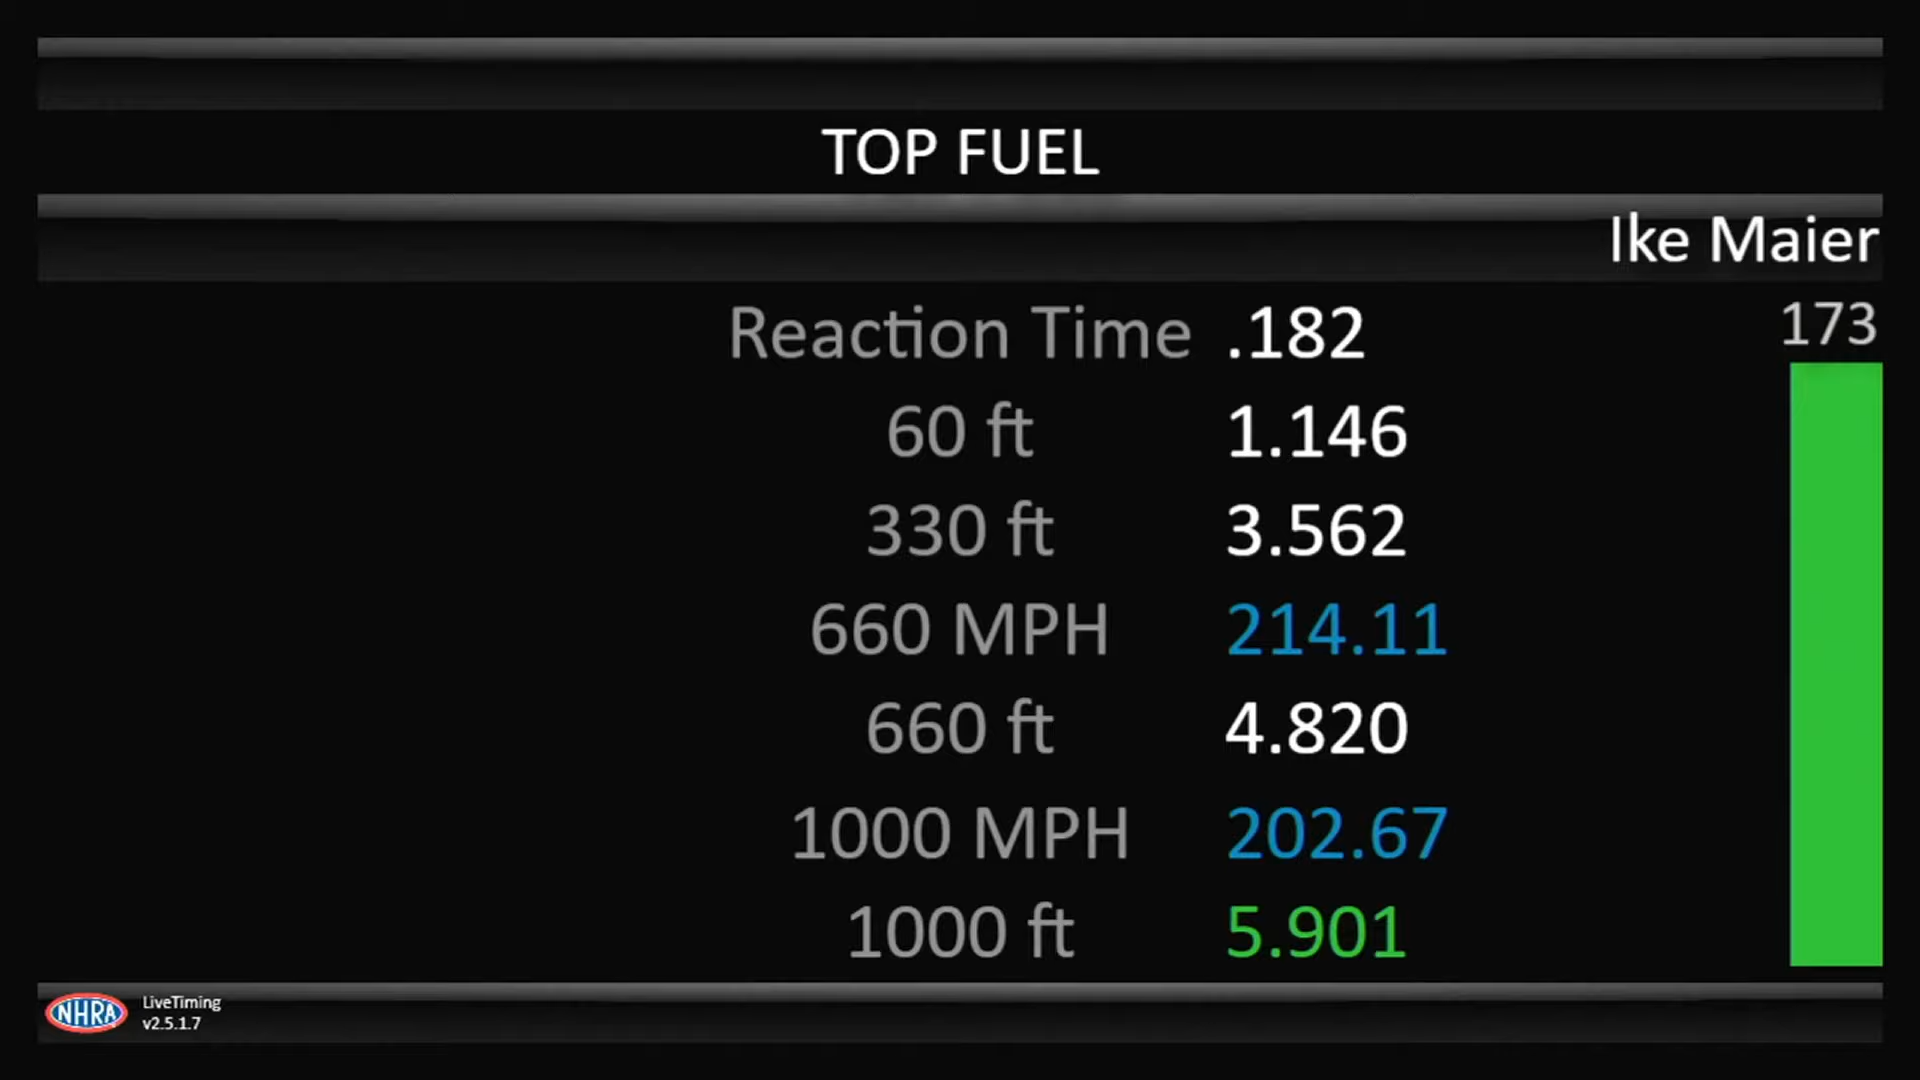 TOP FUEL
Ike Maier
173
Reaction Time .182
60 ft 1.146
330 ft 3.562
660 MPH 214.11
660 ft 4.820
1000 MPH 202.67
1000 ft 5.901
NHRA
LiveTiming
v2.5.1.7